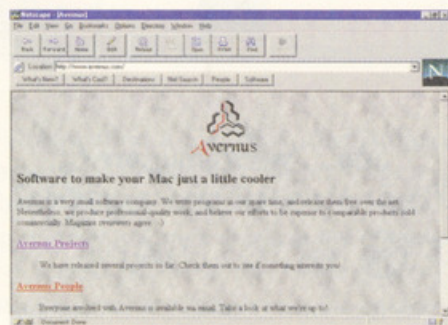 Netscape - [Avernus]
File Edit View Go Bookmarks Options Directory Window Help
Back Forward Home Edit Reload Open Print Find
Location: http://www.avernus.com/
What's New? What's Cool? Destinations Net Search People Software
N
Avernus
Software to make your Mac just a little cooler
Avernus is a very small software company. We write programs in our spare time, and release them free over the net.
Nevertheless, we produce professional-quality work, and believe our efforts to be superior to comparable products sold
commercially. Magazine reviewers agree :-)
Avernus Projects
We have released several projects so far. Check them out to see if something interests you!
Avernus People
Everyone involved with Avernus is available via email. Take a look at what we're up to!
Document Done